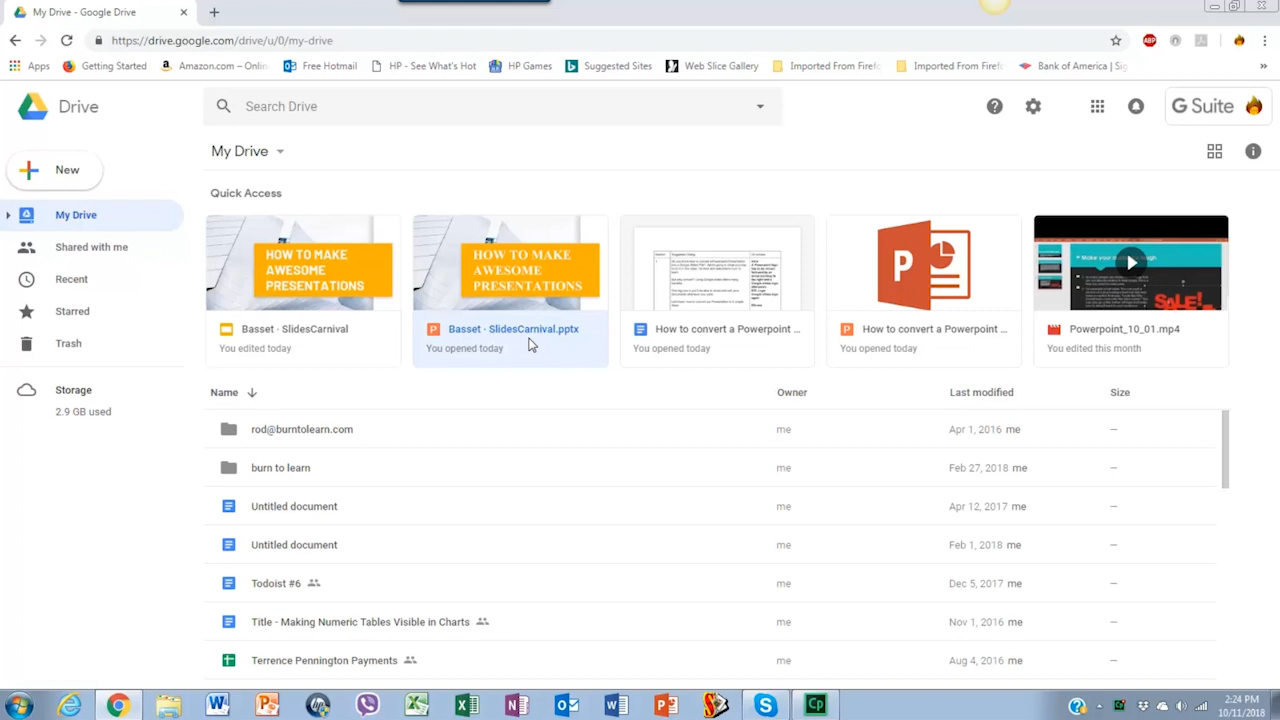 My Drive - Google Drive
https://drive.google.com/drive/u/0/my-drive
ABP
Apps
Getting Started
Amazon.com – Onlin
Free Hotmail
HP - See What's Hot
HP Games
Suggested Sites
Web Slice Gallery
Imported From Firefo
Imported From Firefo
Bank of America | Sig
Drive
Search Drive
G Suite
New
My Drive
Shared with me
Recent
Starred
Trash
Storage
2.9 GB used
My Drive
Quick Access
HOW TO MAKE
AWESOME
PRESENTATIONS
Basset · SlidesCarnival
You edited today
HOW TO MAKE
AWESOME
PRESENTATIONS
Basset · SlidesCarnival.pptx
You opened today
How to convert a Powerpoint ...
You opened today
P
How to convert a Powerpoint ...
You opened today
SALE!
Powerpoint_10_01.mp4
You edited this month
Name
Owner
Last modified
Size
rod@burntolearn.com
me
Apr 1, 2016 me
–
burn to learn
me
Feb 27, 2018 me
–
Untitled document
me
Apr 12, 2017 me
–
Untitled document
me
Feb 1, 2018 me
–
Todoist #6
me
Dec 5, 2017 me
–
Title - Making Numeric Tables Visible in Charts
me
Nov 1, 2016 me
–
Terrence Pennington Payments
me
Aug 4, 2016 me
–
2:24 PM
10/11/2018